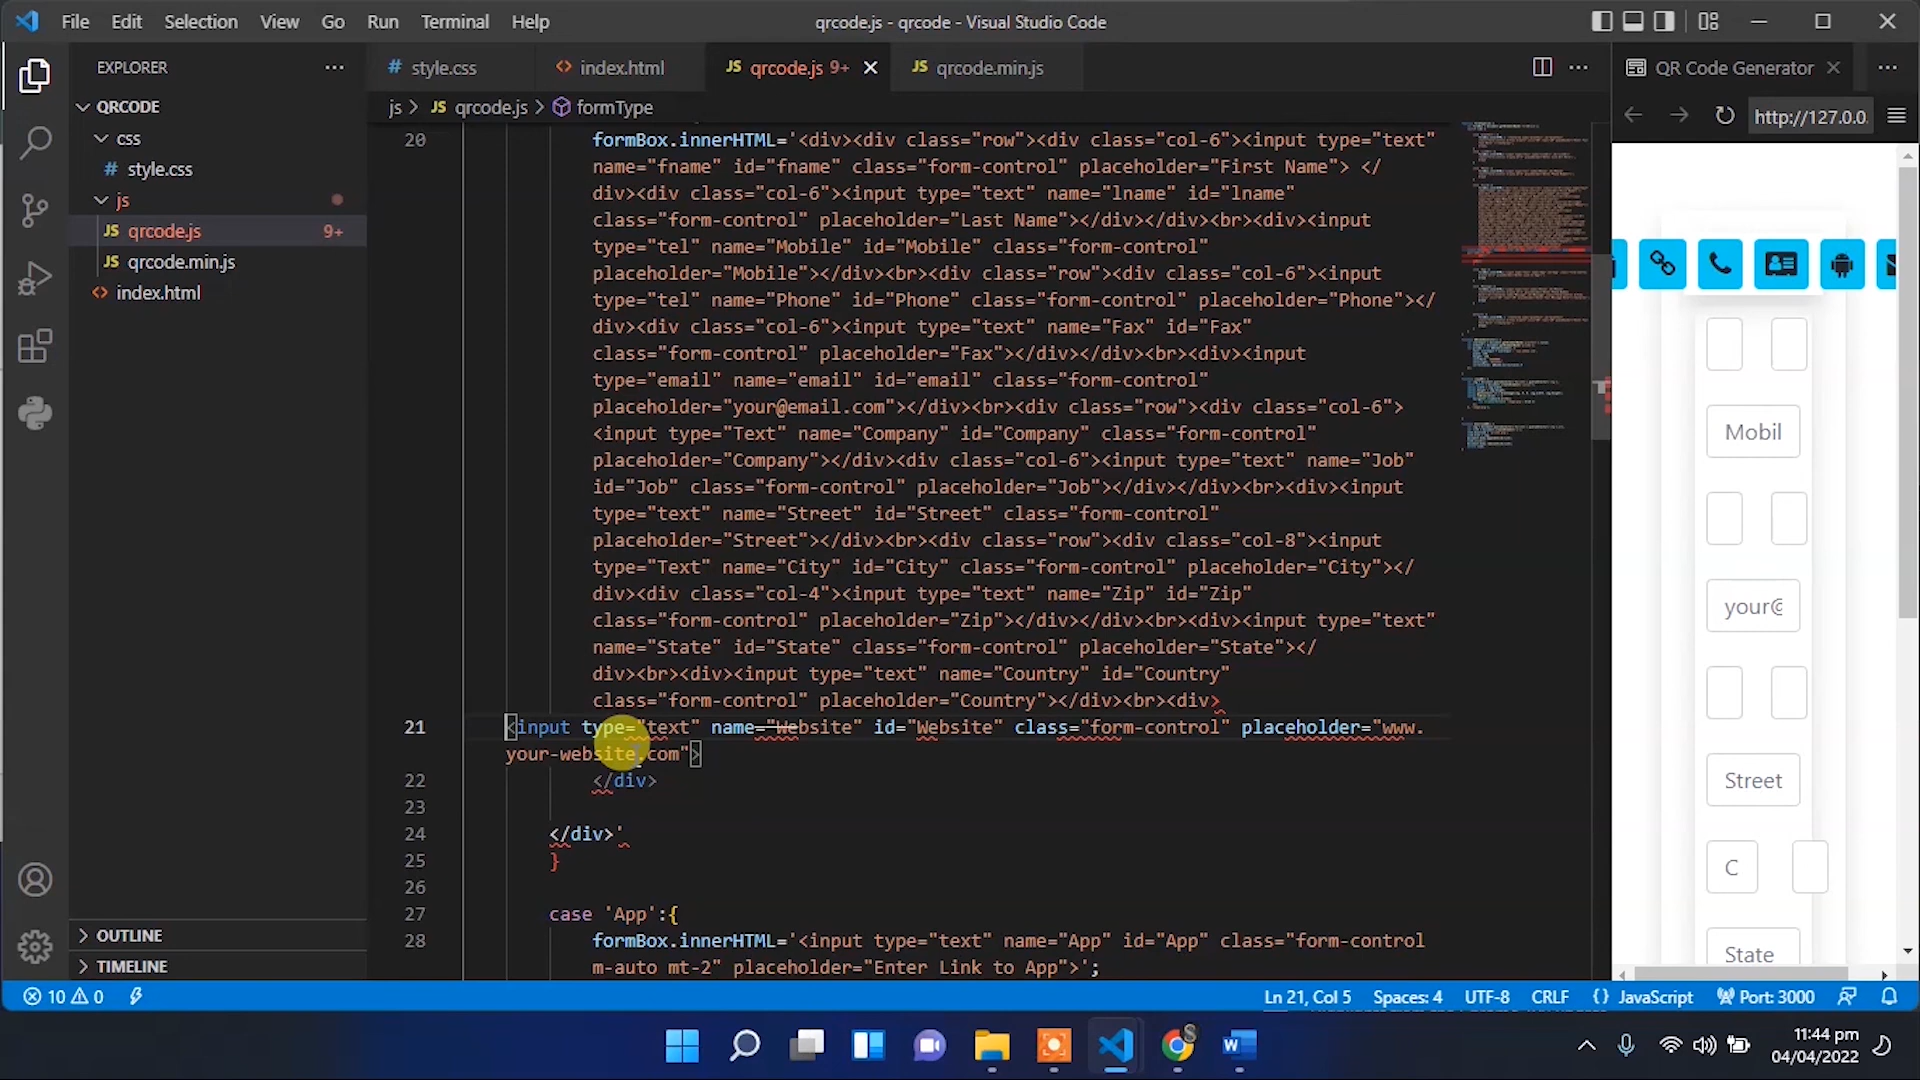 File Edit Selection View Go Run Terminal Help
qrcode.js - qrcode - Visual Studio Code
EXPLORER
QRCODE
css
# style.css
js
JS qrcode.js 9+
JS qrcode.min.js
<> index.html
OUTLINE
TIMELINE
# style.css
<> index.html
JS qrcode.js 9+
JS qrcode.min.js
js > JS qrcode.js > formType
20 formBox.innerHTML='<div><div class="row"><div class="col-6"><input type="text"
name="fname" id="fname" class="form-control" placeholder="First Name"> </
div><div class="col-6"><input type="text" name="lname" id="lname"
class="form-control" placeholder="Last Name"></div></div><br><div><input
type="tel" name="Mobile" id="Mobile" class="form-control"
placeholder="Mobile"></div><br><div class="row"><div class="col-6"><input
type="tel" name="Phone" id="Phone" class="form-control" placeholder="Phone"></
div><div class="col-6"><input type="text" name="Fax" id="Fax"
class="form-control" placeholder="Fax"></div></div><br><div><input
type="email" name="email" id="email" class="form-control"
placeholder="your@email.com"></div><br><div class="row"><div class="col-6">
<input type="Text" name="Company" id="Company" class="form-control"
placeholder="Company"></div><div class="col-6"><input type="text" name="Job"
id="Job" class="form-control" placeholder="Job"></div></div><br><div><input
type="text" name="Street" id="Street" class="form-control"
placeholder="Street"></div><br><div class="row"><div class="col-8"><input
type="Text" name="City" id="City" class="form-control" placeholder="City"></
div><div class="col-4"><input type="text" name="Zip" id="Zip"
class="form-control" placeholder="Zip"></div></div><br><div><input type="text"
name="State" id="State" class="form-control" placeholder="State"></
div><br><div><input type="text" name="Country" id="Country"
class="form-control" placeholder="Country"></div><br><div>
21 <input type="text" name="Website" id="Website" class="form-control" placeholder="www.
your-website.com">
22 </div>
23
24 </div>'
25 }
26
27 case 'App':{
28 formBox.innerHTML='<input type="text" name="App" id="App" class="form-control
m-auto mt-2" placeholder="Enter Link to App">';
QR Code Generator
http://127.0.0.
Mobil
your@
Street
C
State
10 0
Ln 21, Col 5 Spaces: 4 UTF-8 CRLF {} JavaScript Port: 3000
11:44 pm
04/04/2022